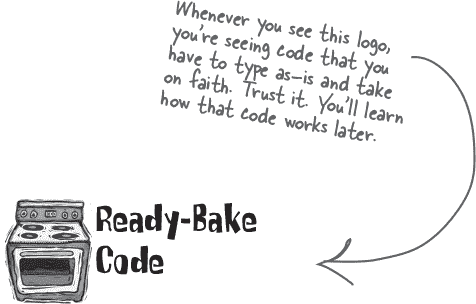 Whenever you see this logo,
you're seeing code that you
have to type as-is and take
on faith. Trust it. You'll learn
how that code works later.
Ready-Bake
Code